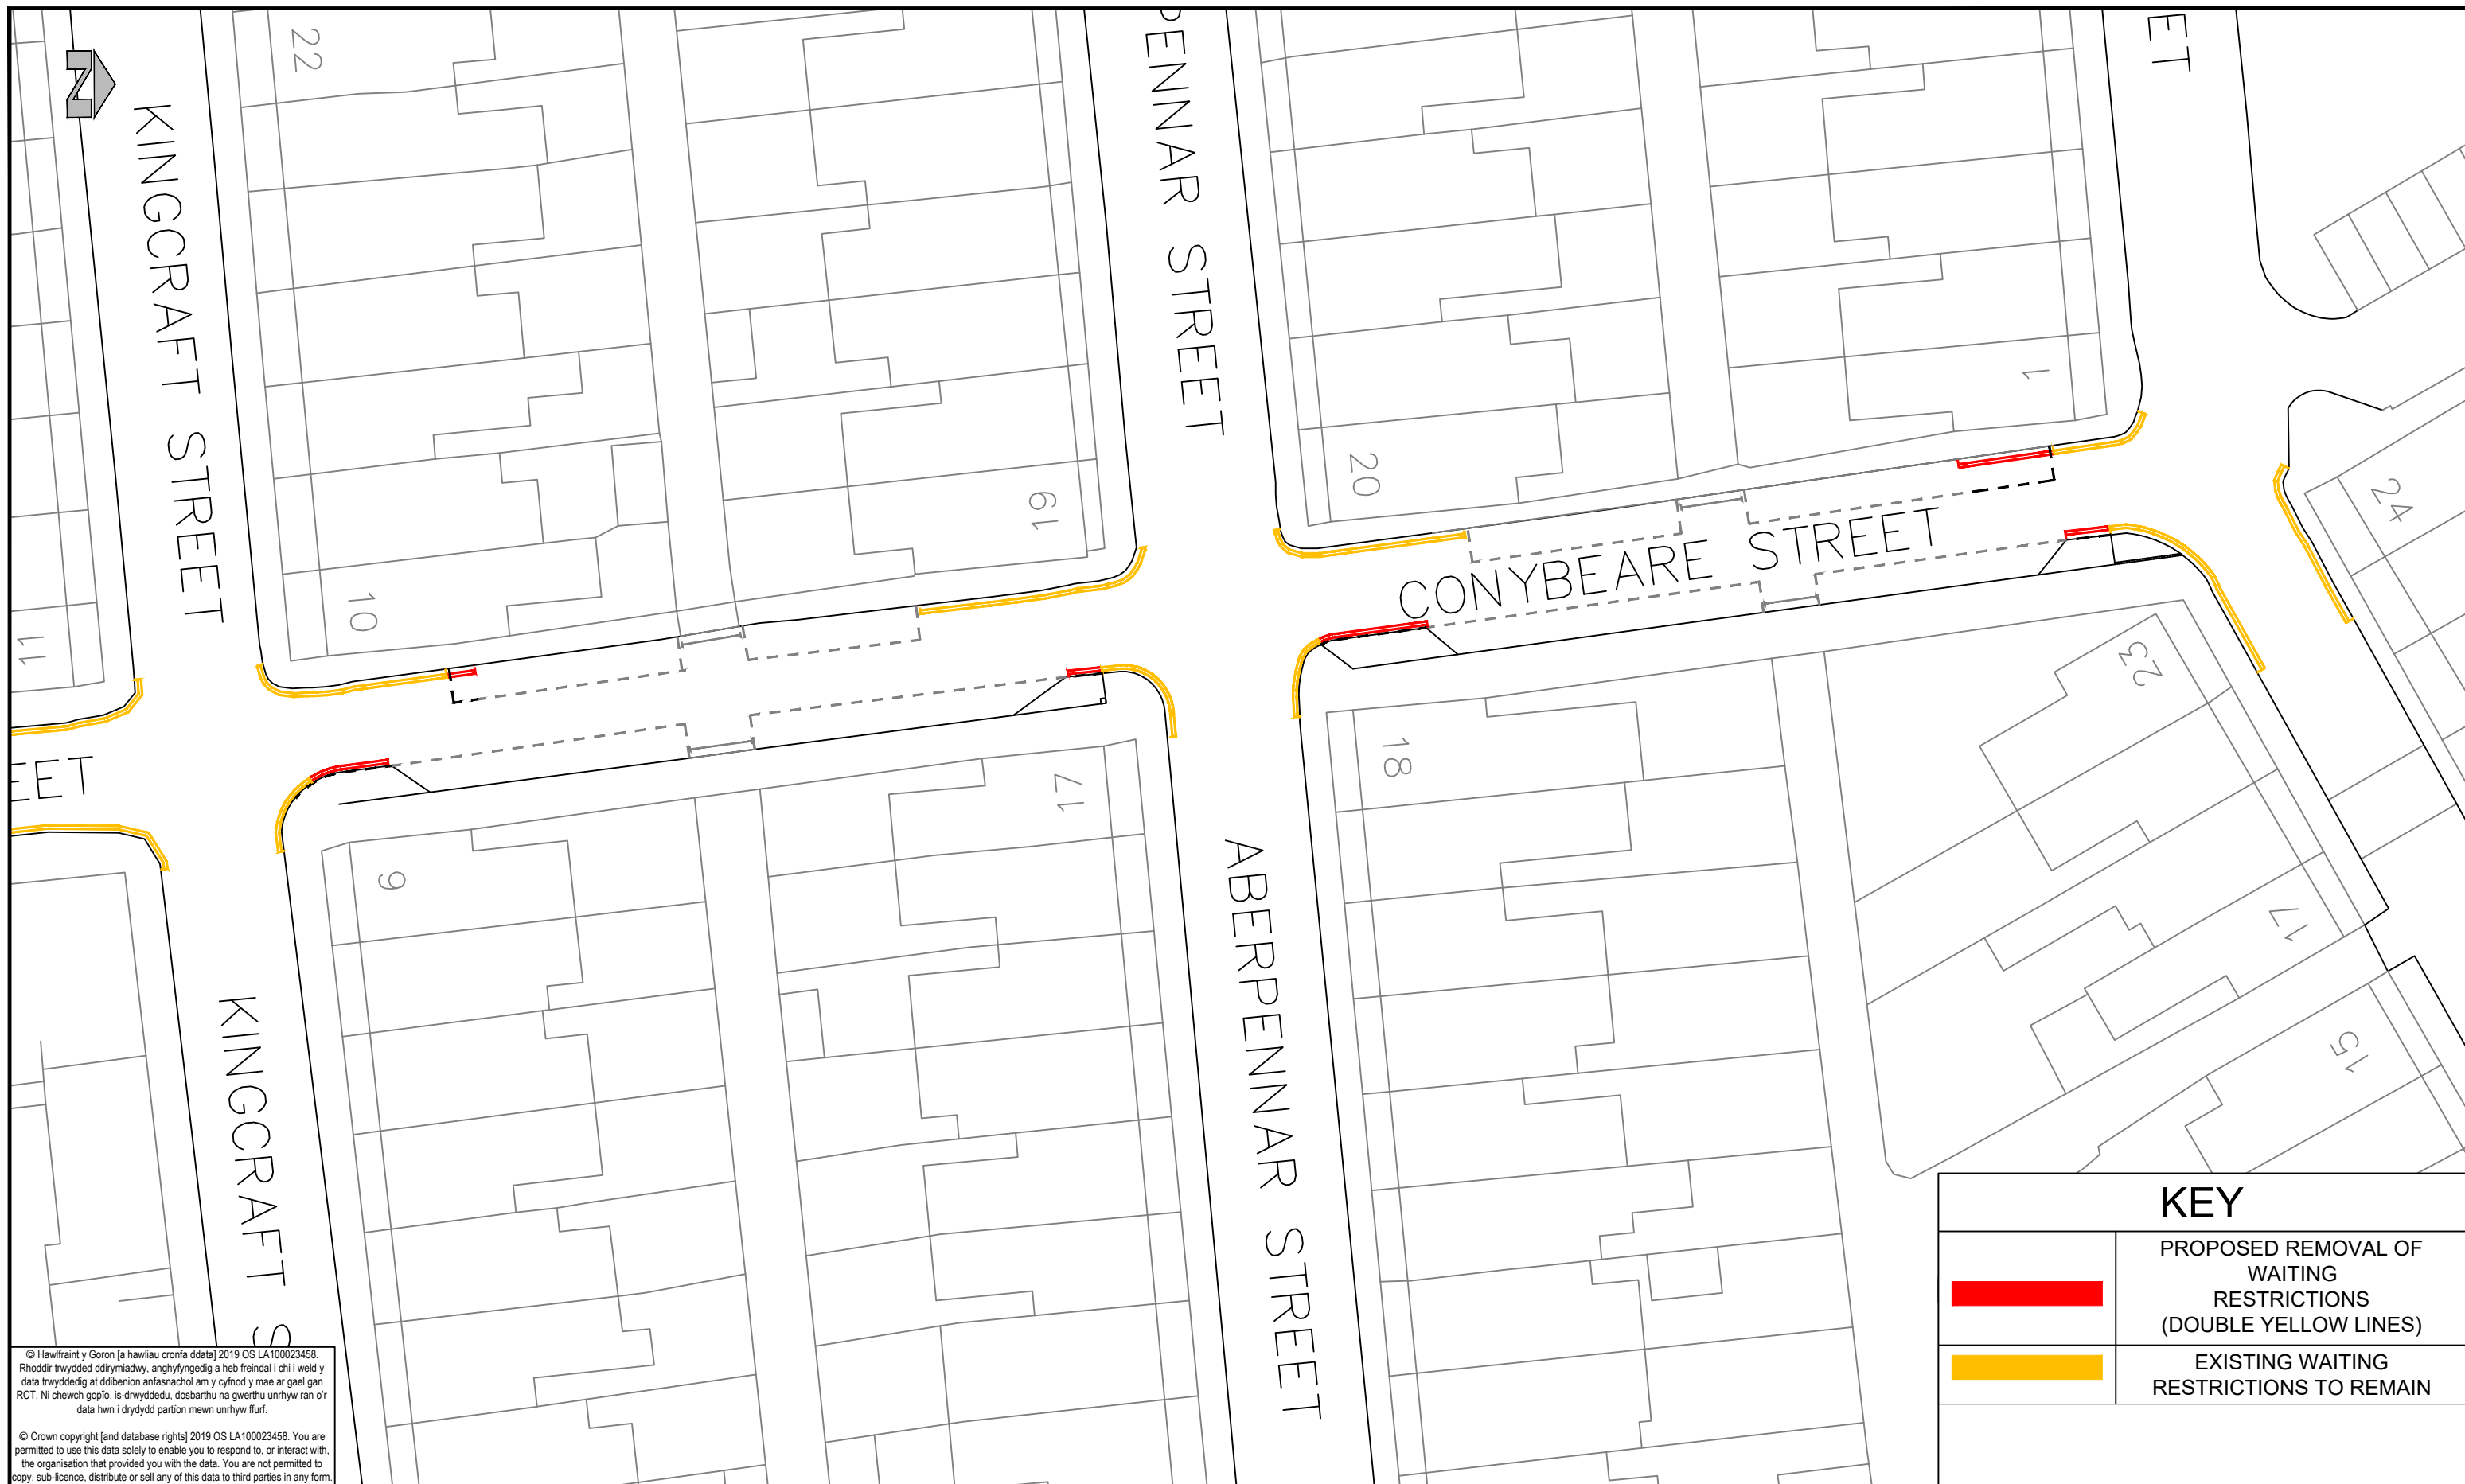 N
KINGCRAFT STREET
22
PENNAR STREET
ET
1
19
20
24
10
11
CONYBEARE STREET
EET
9
17
18
23
17
15
ABERPENNAR STREET
KINGCRAFT S
KEY
PROPOSED REMOVAL OF
WAITING
RESTRICTIONS
(DOUBLE YELLOW LINES)
EXISTING WAITING
RESTRICTIONS TO REMAIN
© Hawlfraint y Goron [a hawliau cronfa ddata] 2019 OS LA100023458.
Rhoddir trwydded ddirymiadwy, anghyfyngedig a heb freindal i chi i weld y
data trwyddedig at ddibenion anfasnachol am y cyfnod y mae ar gael gan
RCT. Ni chewch gopïo, is-drwyddedu, dosbarthu na gwerthu unrhyw ran o'r
data hwn i drydydd partïon mewn unrhyw ffurf.
© Crown copyright [and database rights] 2019 OS LA100023458. You are
permitted to use this data solely to enable you to respond to, or interact with,
the organisation that provided you with the data. You are not permitted to
copy, sub-licence, distribute or sell any of this data to third parties in any form.